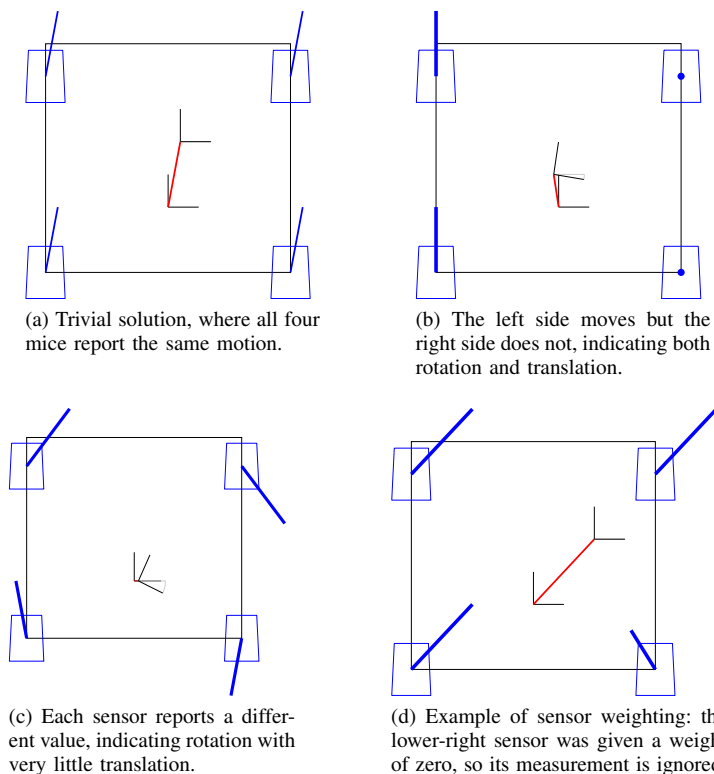 (a) Trivial solution, where all four
mice report the same motion.
(b) The left side moves but the
right side does not, indicating both
rotation and translation.
(c) Each sensor reports a differ-
ent value, indicating rotation with
very little translation.
(d) Example of sensor weighting: th
lower-right sensor was given a weigh
of zero, so its measurement is ignored